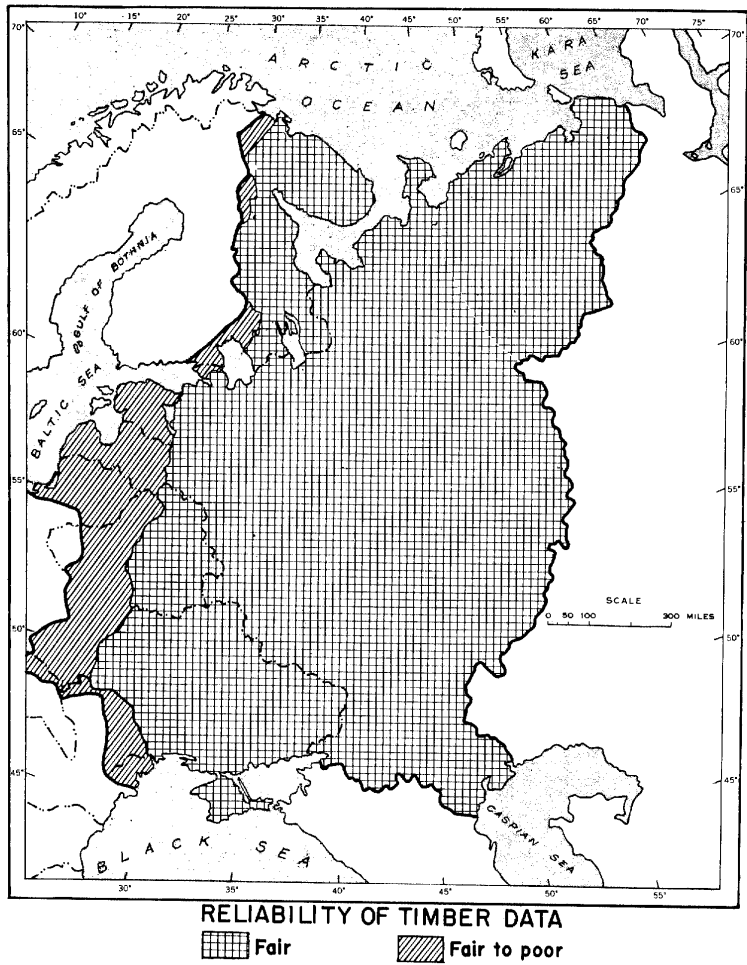 70° 10° 15° 20° 25° 30° 35° 40° 45° 50° 55° 60° 65° 70° 75° 70°
ARCTIC
OCEAN
KARA
SEA
65°
65°
GULF OF BOTHNIA
60°
60°
BALTIC SEA
55°
55°
SCALE
0 50 100 300 MILES
50°
50°
45°
45°
CASPIAN SEA
BLACK SEA
30° 35° 40° 45° 50° 55°
RELIABILITY OF TIMBER DATA
Fair
Fair to poor